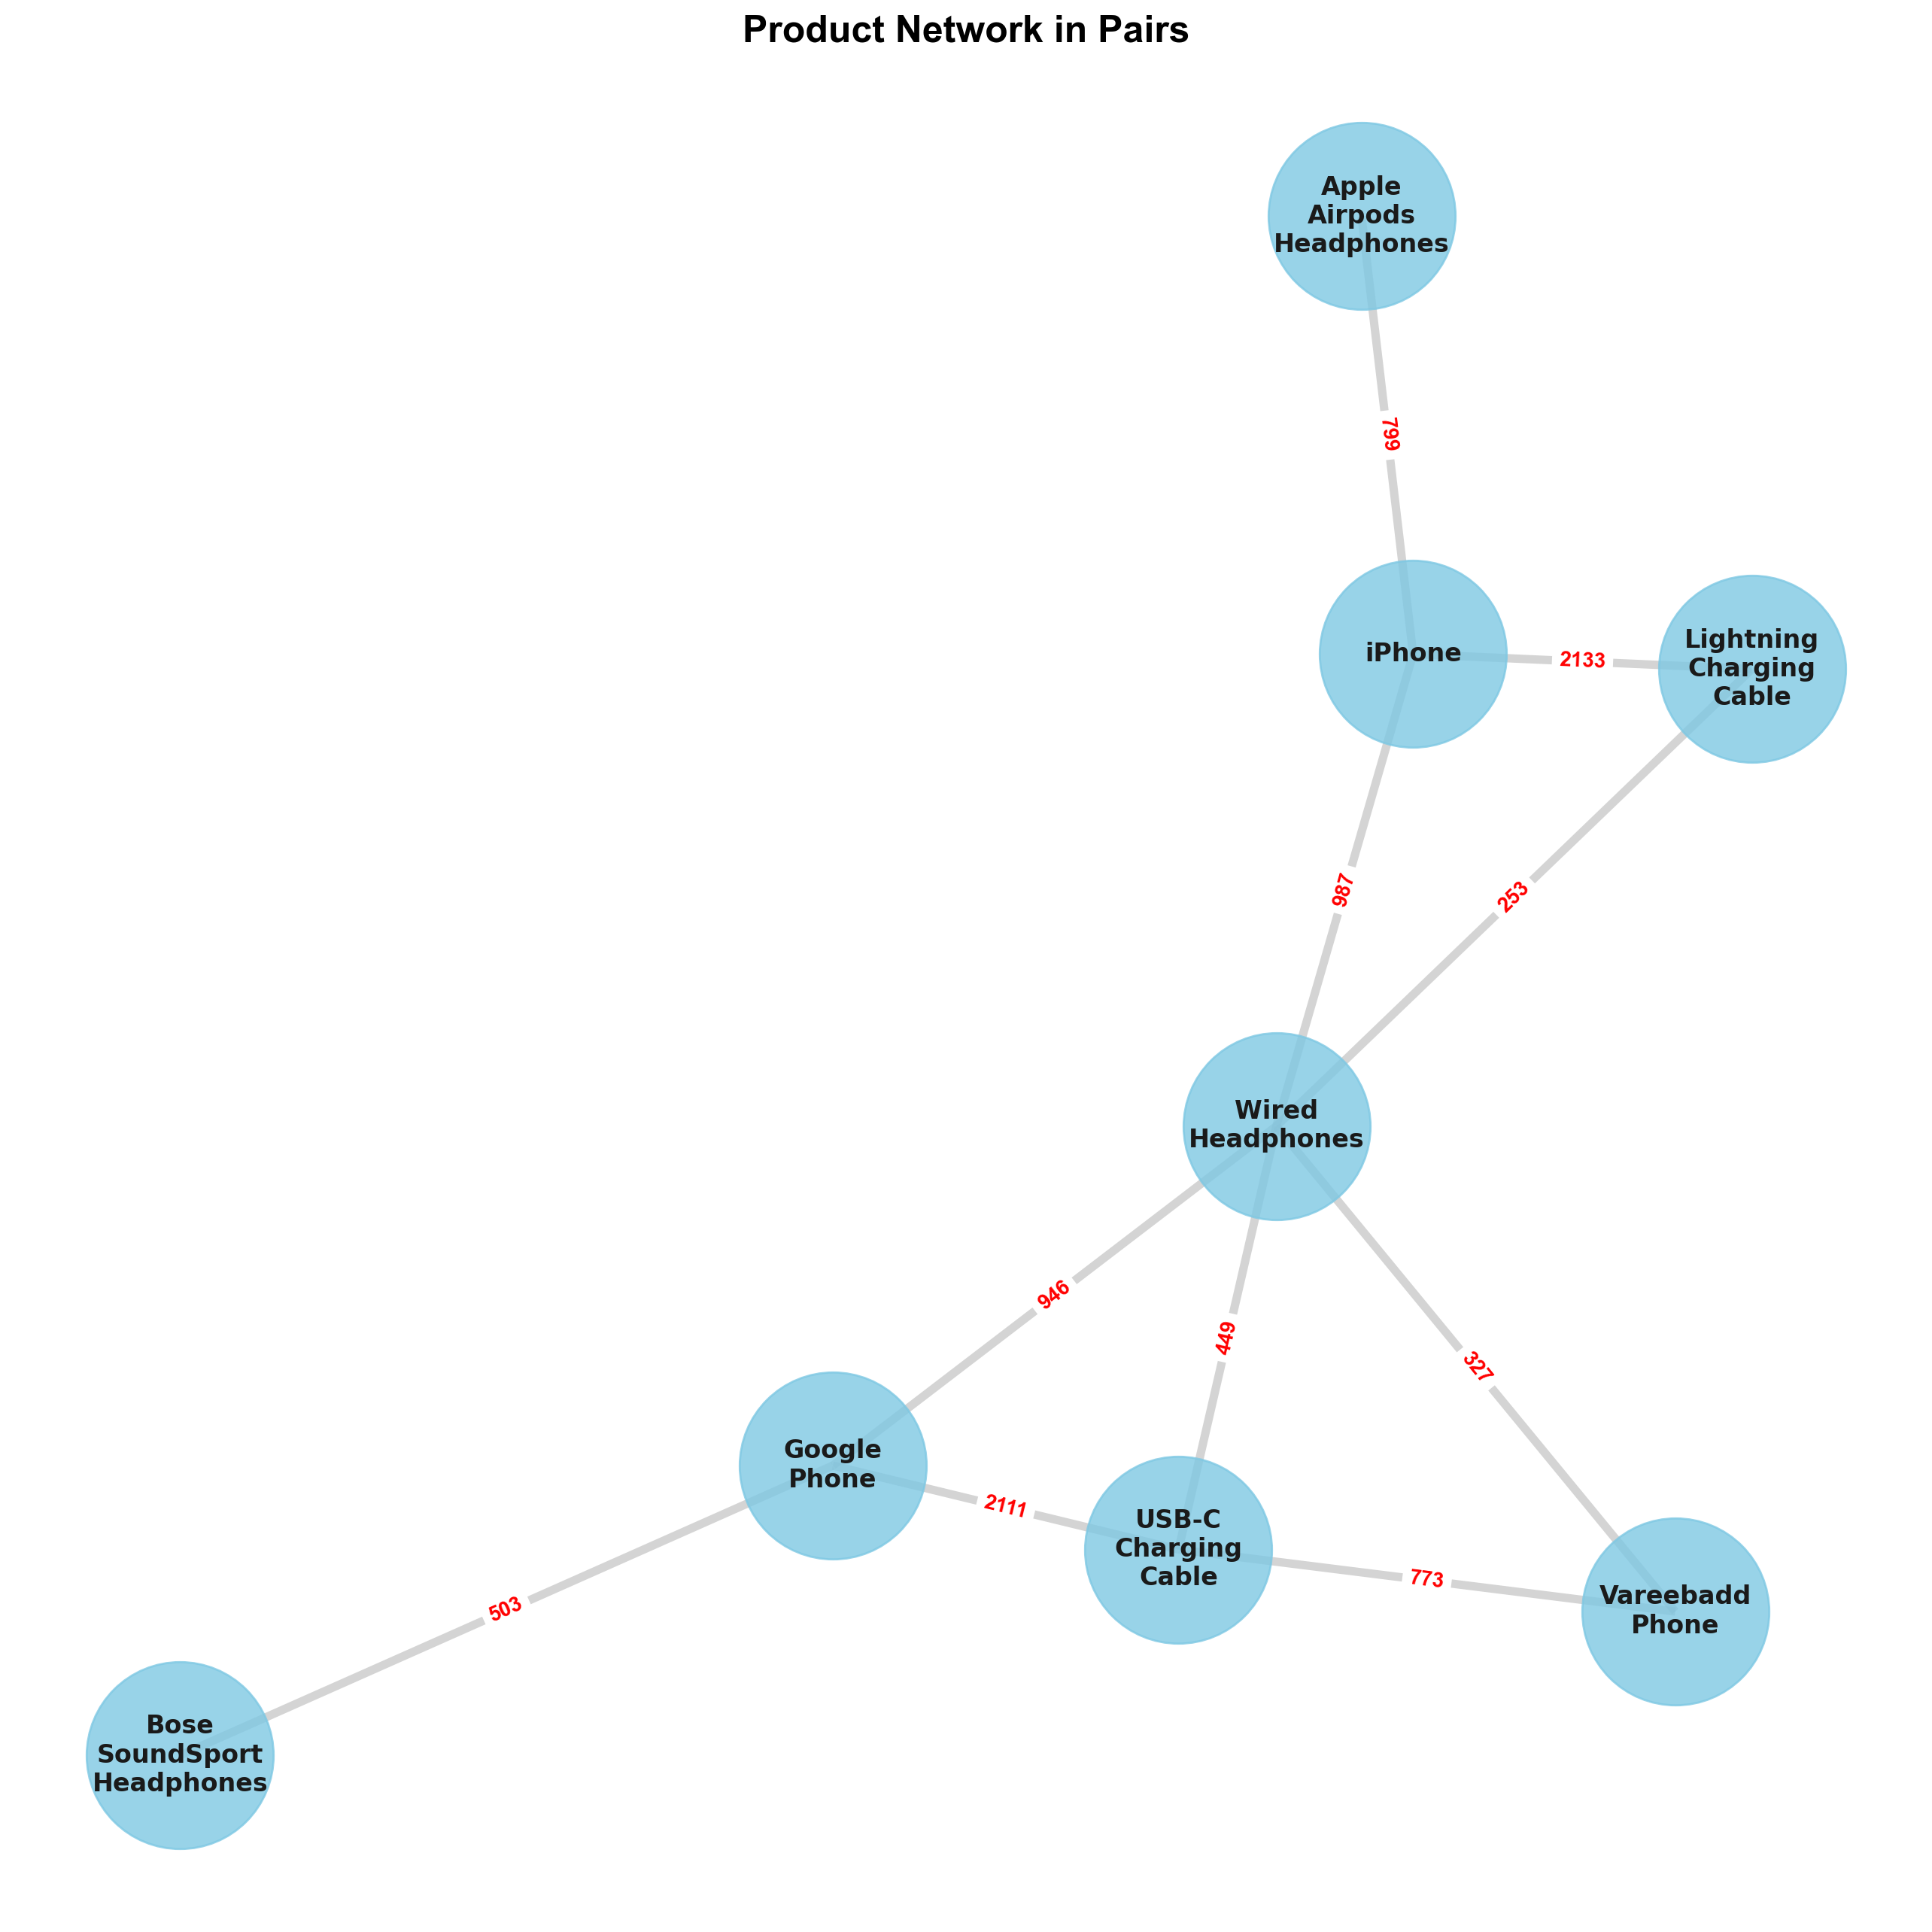 Product Network in Pairs
Apple
Airpods
Headphones
799
iPhone
2133
Lightning
Charging
Cable
987
253
Wired
Headphones
946
449
327
Google
Phone
2111
USB-C
Charging
Cable
773
Vareebadd
Phone
503
Bose
SoundSport
Headphones